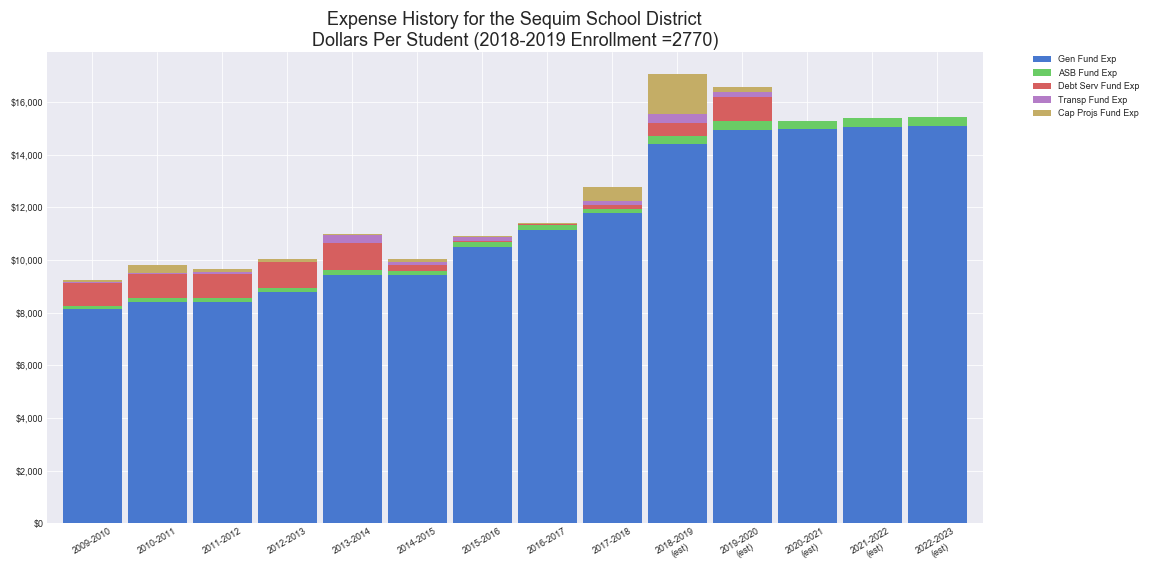 Expense History for the Sequim School District
Dollars Per Student (2018-2019 Enrollment =2770)
Gen Fund Exp
ASB Fund Exp
Debt Serv Fund Exp
Transp Fund Exp
Cap Projs Fund Exp
$16,000
$14,000
$12,000
$10,000
$8,000
$6,000
$4,000
$2,000
$0
2009-2010
2010-2011
2011-2012
2012-2013
2013-2014
2014-2015
2015-2016
2016-2017
2017-2018
2018-2019
(est)
2019-2020
(est)
2020-2021
(est)
2021-2022
(est)
2022-2023
(est)